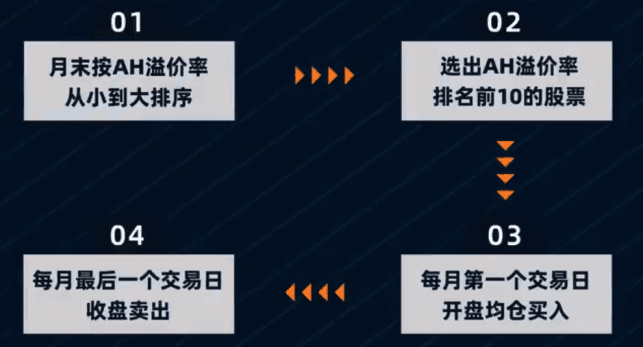 01
月末按AH溢价率
从小到大排序
02
选出AH溢价率
排名前10的股票
03
每月第一个交易日
开盘均仓买入
04
每月最后一个交易日
收盘卖出